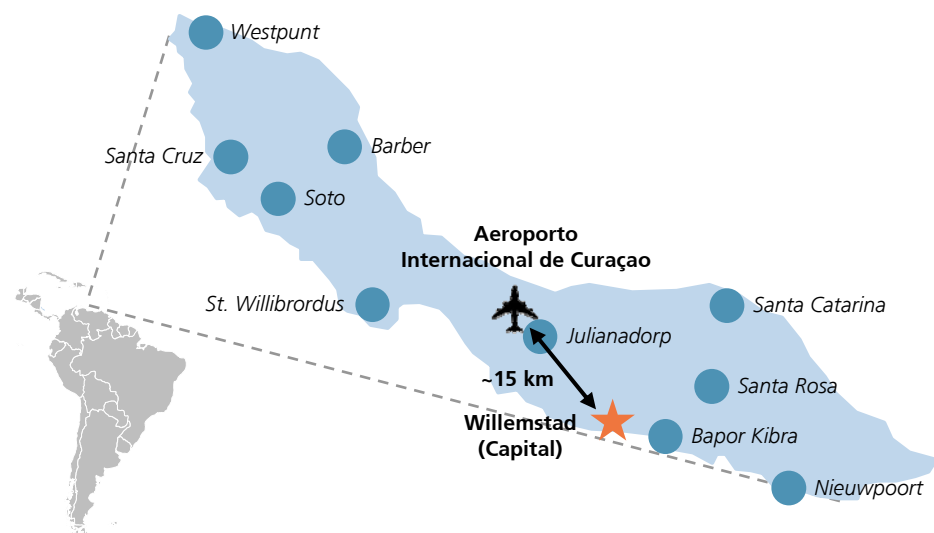 Westpunt
Barber
Santa Cruz
Soto
Aeroporto
Internacional de Curaçao
St. Willibrordus
Santa Catarina
Julianadorp
~15 km
Santa Rosa
Willemstad
(Capital)
Bapor Kibra
Nieuwpoort